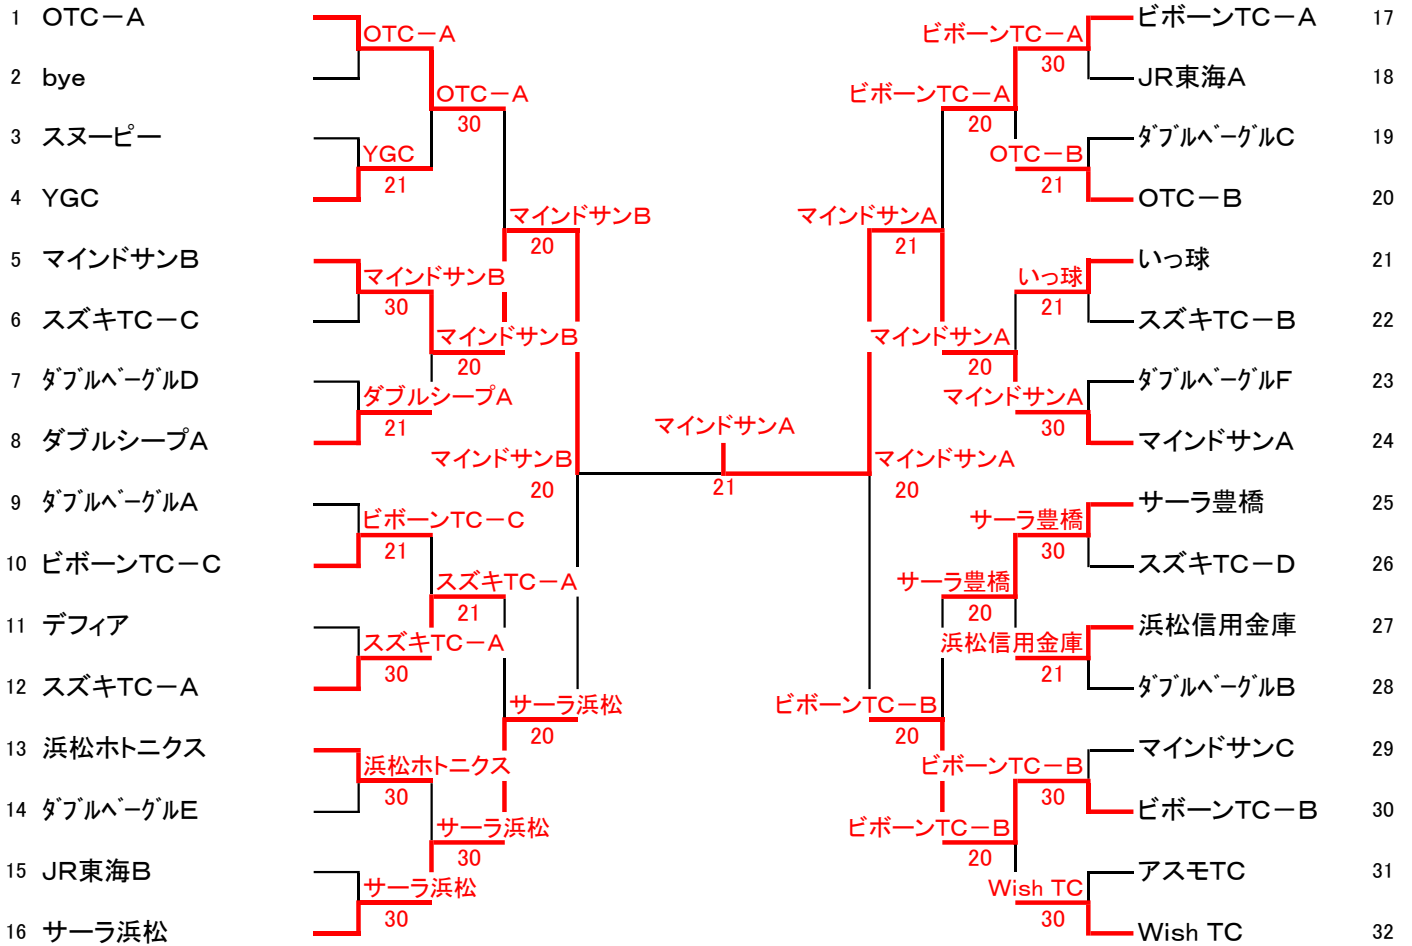 1 OTC－A
OTC－A
2 bye
OTC－A
30
3 スヌーピー
YGC
21
4 YGC
マインドサンB
20
5 マインドサンB
マインドサンB
30
6 スズキTC－C
マインドサンB
20
7 ﾀﾞﾌﾞﾙﾍﾞｰｸﾞﾙD
ダブルシープA
21
8 ダブルシープA
マインドサンB
20
9 ﾀﾞﾌﾞﾙﾍﾞｰｸﾞﾙA
ビボーンTC－C
21
10 ビボーンTC－C
スズキTC－A
21
11 デフィア
スズキTC－A
30
12 スズキTC－A
サーラ浜松
20
13 浜松ホトニクス
浜松ホトニクス
30
14 ﾀﾞﾌﾞﾙﾍﾞｰｸﾞﾙE
サーラ浜松
30
15 JR東海B
サーラ浜松
30
16 サーラ浜松
マインドサンA
21
ビボーンTC－A 17
ビボーンTC－A
30
JR東海A 18
ビボーンTC－A
20
ﾀﾞﾌﾞﾙﾍﾞｰｸﾞﾙC 19
OTC－B
21
OTC－B 20
マインドサンA
21
いっ球 21
いっ球
21
スズキTC－B 22
マインドサンA
20
ﾀﾞﾌﾞﾙﾍﾞｰｸﾞﾙF 23
マインドサンA
30
マインドサンA 24
マインドサンA
20
サーラ豊橋 25
サーラ豊橋
30
スズキTC－D 26
サーラ豊橋
20
浜松信用金庫 27
浜松信用金庫
21
ﾀﾞﾌﾞﾙﾍﾞｰｸﾞﾙB 28
ビボーンTC－B
20
マインドサンC 29
ビボーンTC－B
30
ビボーンTC－B 30
ビボーンTC－B
20
アスモTC 31
Wish TC
30
Wish TC 32